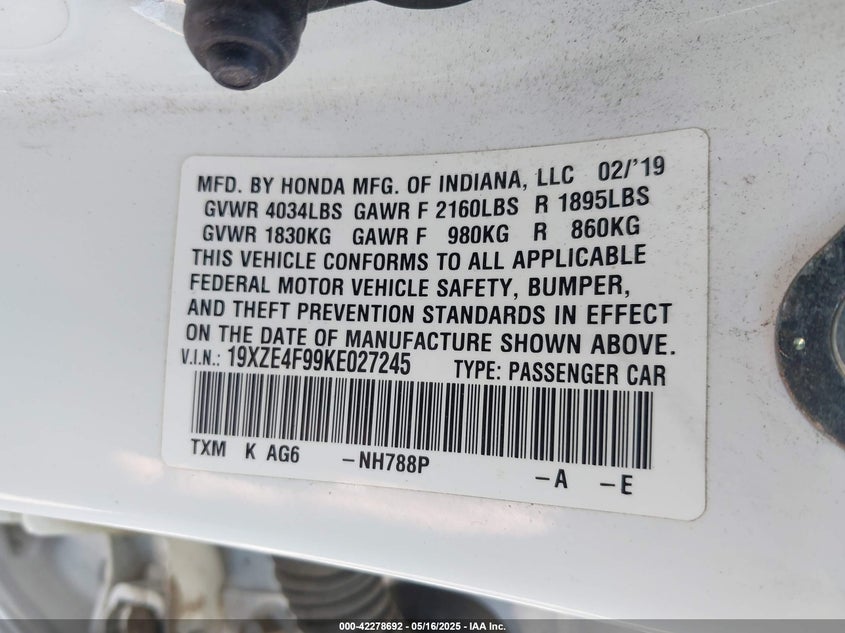 MFD. BY HONDA MFG. OF INDIANA, LLC 02/'19
GVWR 4034LBS GAWR F 2160LBS R 1895LBS
GVWR 1830KG GAWR F 980KG R 860KG
THIS VEHICLE CONFORMS TO ALL APPLICABLE
FEDERAL MOTOR VEHICLE SAFETY, BUMPER,
AND THEFT PREVENTION STANDARDS IN EFFECT
ON THE DATE OF MANUFACTURE SHOWN ABOVE.
V.I.N.: 19XZE4F99KE027245 TYPE: PASSENGER CAR
TXM K AG6 -NH788P -A -E
000-42278692 - 05/16/2025 - IAA Inc.